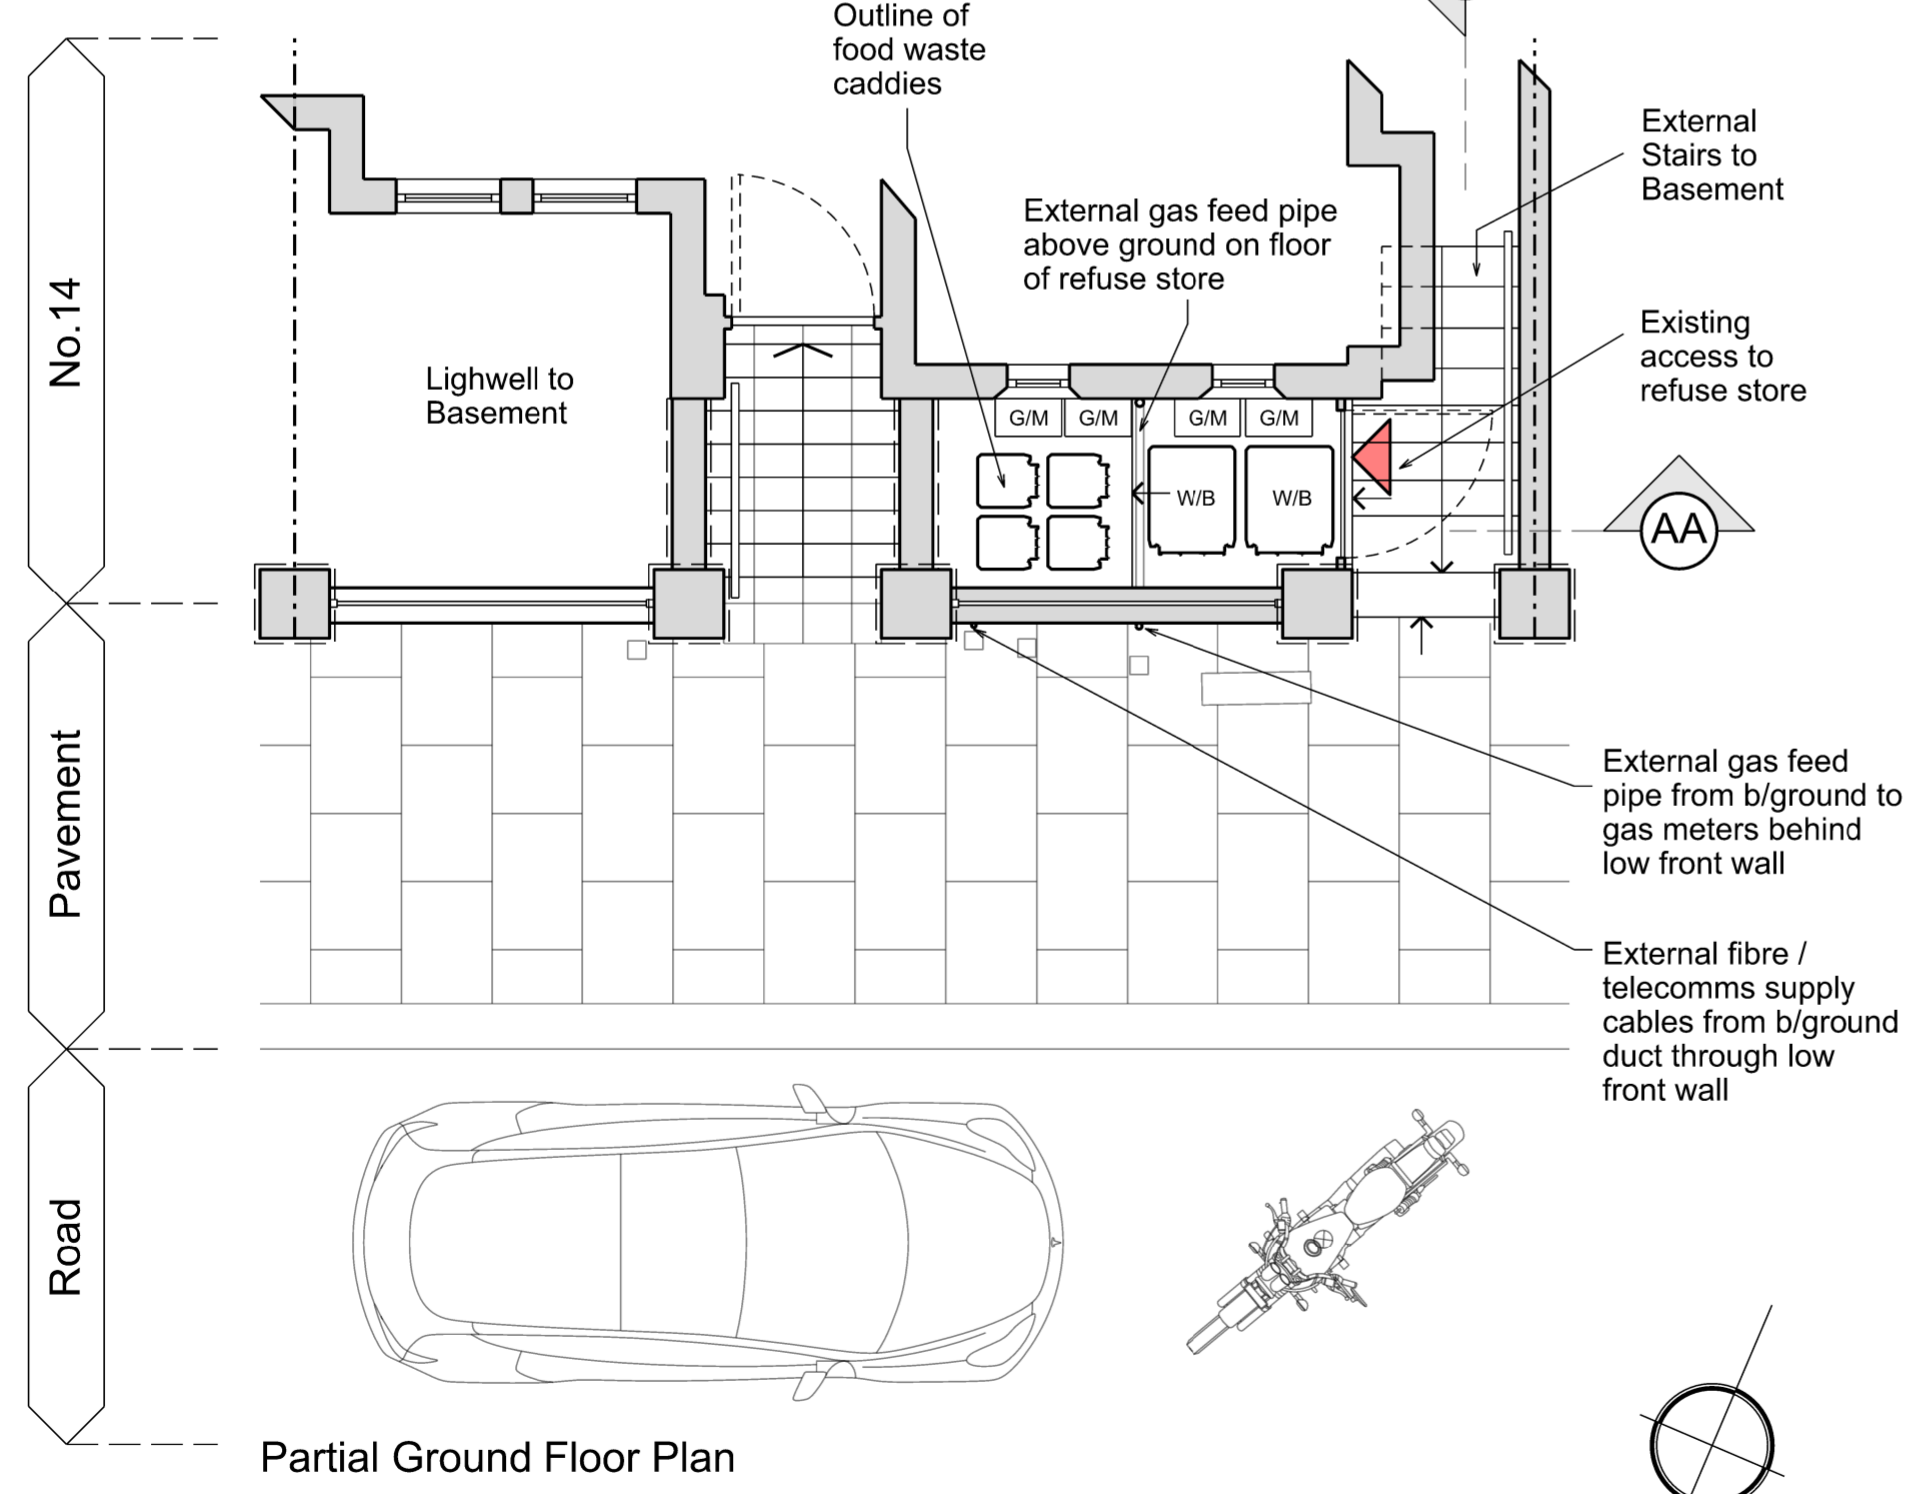 Outline of
food waste
caddies
External
Stairs to
Basement
External gas feed pipe
above ground on floor
of refuse store
Existing
access to
refuse store
No.14
Lighwell to
Basement
G/M
G/M
G/M
G/M
W/B
W/B
AA
Pavement
External gas feed
pipe from b/ground to
gas meters behind
low front wall
External fibre /
telecomms supply
cables from b/ground
duct through low
front wall
Road
Partial Ground Floor Plan